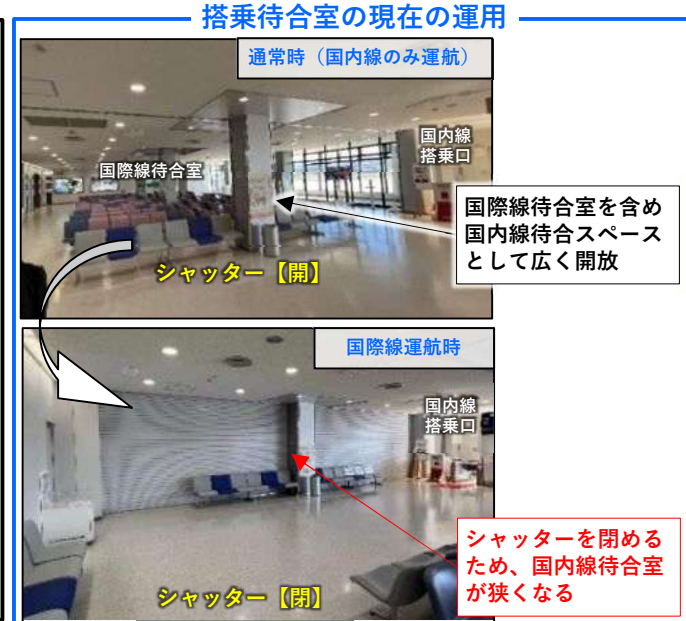 搭乗待合室の現在の運用
通常時（国内線のみ運航）
国際線待合室
国内線
搭乗口
国際線待合室を含め
国内線待合スペース
として広く開放
シャッター【開】
国際線運航時
国内線
搭乗口
シャッターを閉める
ため、国内線待合室
が狭くなる
シャッター【閉】